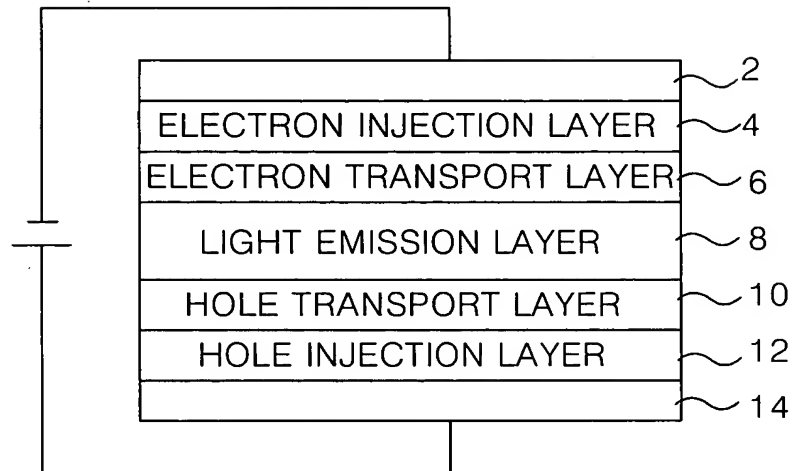 2
ELECTRON INJECTION LAYER 4
ELECTRON TRANSPORT LAYER 6
LIGHT EMISSION LAYER 8
HOLE TRANSPORT LAYER 10
HOLE INJECTION LAYER 12
14